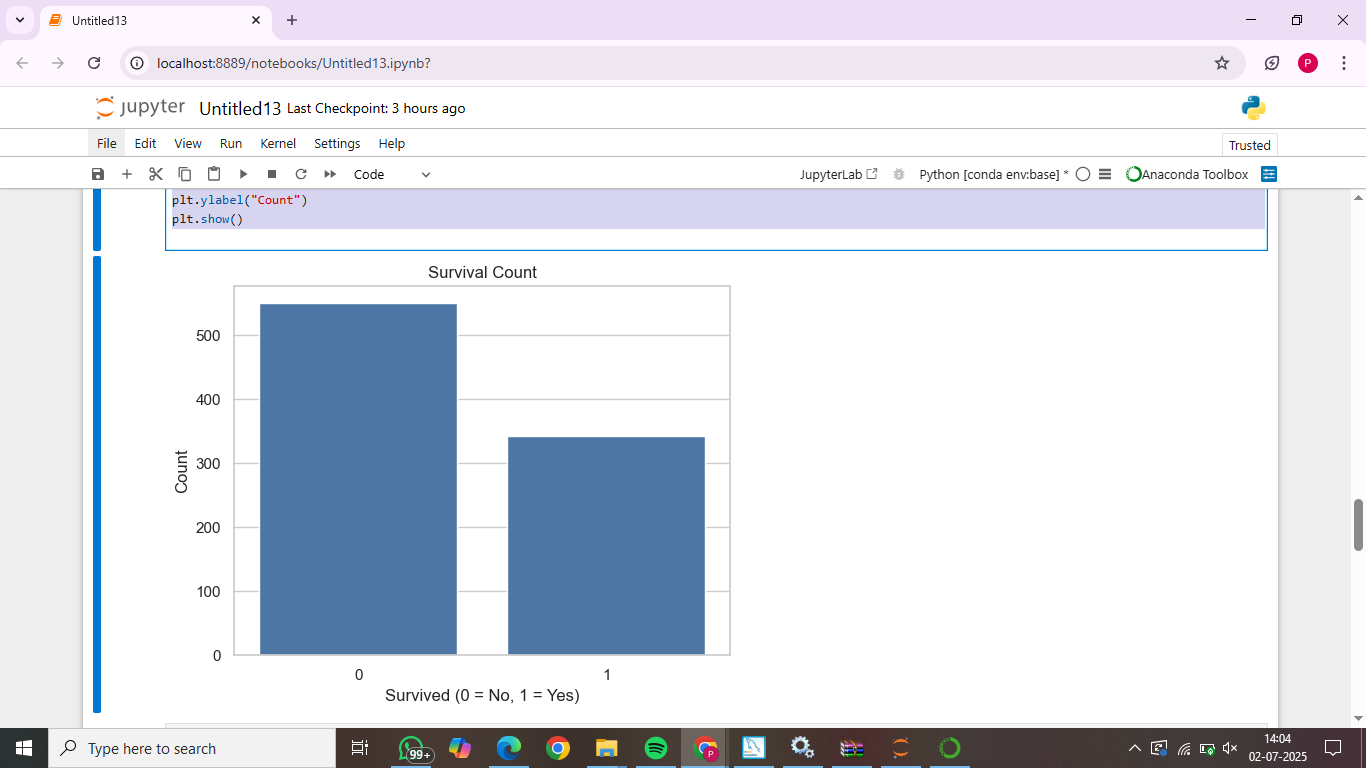 Untitled13
localhost:8889/notebooks/Untitled13.ipynb?
P
jupyter Untitled13 Last Checkpoint: 3 hours ago
File Edit View Run Kernel Settings Help
Trusted
Code
JupyterLab
Python [conda env:base] *
Anaconda Toolbox
plt.ylabel("Count")
plt.show()
Survival Count
500
400
300
200
100
0
Count
0 1
Survived (0 = No, 1 = Yes)
Type here to search
99+
P
14:04
02-07-2025